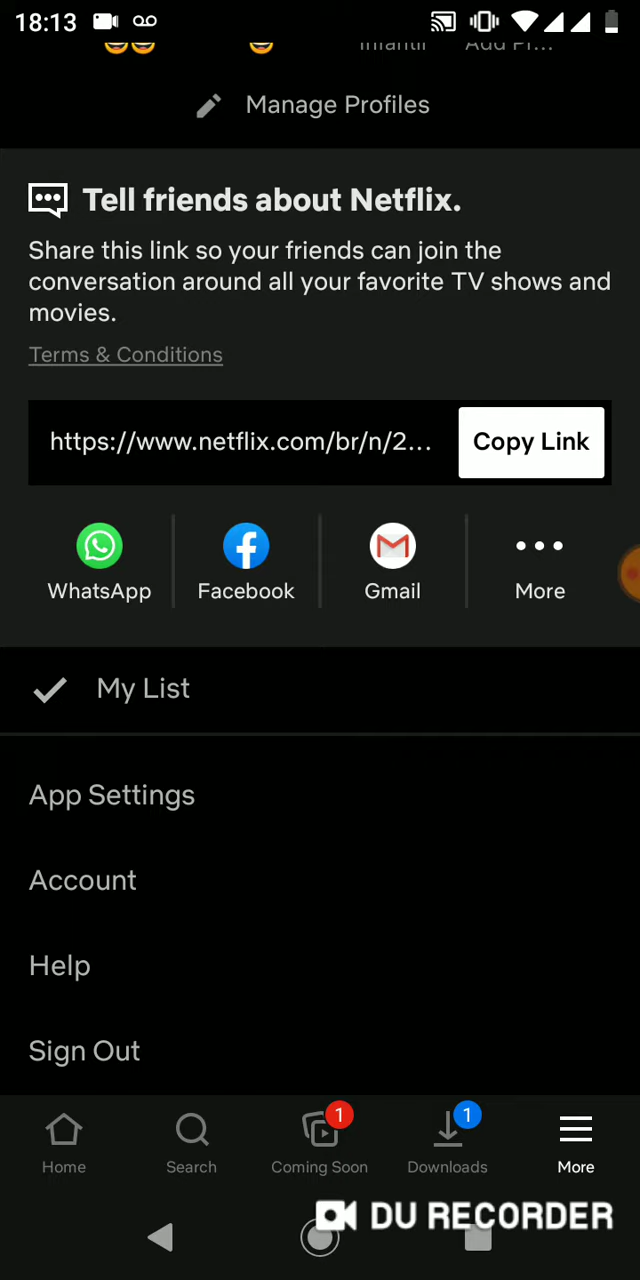 18:13
Infantil Add Pr...
Manage Profiles
Tell friends about Netflix.
Share this link so your friends can join the
conversation around all your favorite TV shows and
movies.
Terms & Conditions
https://www.netflix.com/br/n/2... Copy Link
WhatsApp Facebook Gmail More
My List
App Settings
Account
Help
Sign Out
1 1
Home Search Coming Soon Downloads More
DU RECORDER